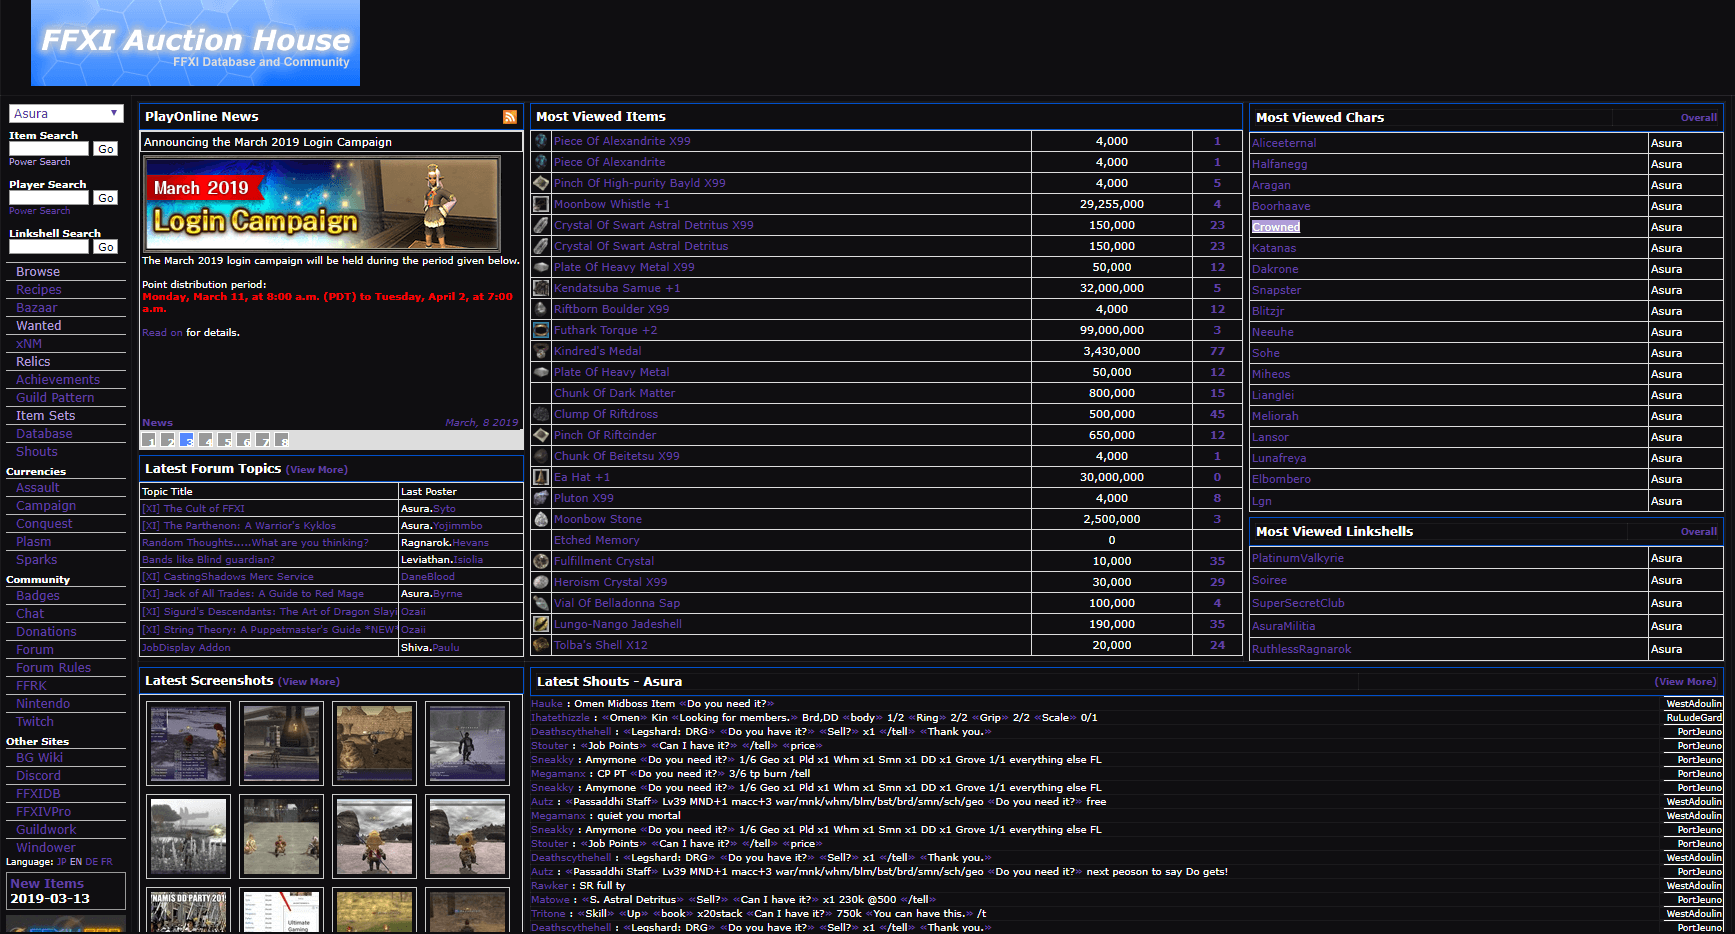 FFXI Auction House
FFXI Database and Community
Asura
Item Search
Go
Power Search
Player Search
Go
Power Search
Linkshell Search
Go
Browse
Recipes
Bazaar
Wanted
xNM
Relics
Achievements
Guild Pattern
Item Sets
Database
Shouts
Currencies
Assault
Campaign
Conquest
Plasm
Sparks
Community
Badges
Chat
Donations
Forum
Forum Rules
FFRK
Nintendo
Twitch
Other Sites
BG Wiki
Discord
FFXIDB
FFXIVPro
Guildwork
Windower
Language: JP EN DE FR
New Items
2019-03-13
PlayOnline News
Announcing the March 2019 Login Campaign
March 2019
Login Campaign
The March 2019 login campaign will be held during the period given below.
Point distribution period:
Monday, March 11, at 8:00 a.m. (PDT) to Tuesday, April 2, at 7:00
a.m.
Read on for details.
News March, 8 2019
1 2 3 4 5 6 7 8
Latest Forum Topics (View More)
Topic Title Last Poster
[XI] The Cult of FFXI Asura.Syto
[XI] The Parthenon: A Warrior's Kyklos Asura.Yojimmbo
Random Thoughts.....What are you thinking? Ragnarok.Hevans
Bands like Blind guardian? Leviathan.Isiolia
[XI] CastingShadows Merc Service DaneBlood
[XI] Jack of All Trades: A Guide to Red Mage Asura.Byrne
[XI] Sigurd's Descendants: The Art of Dragon Slayi Ozaii
[XI] String Theory: A Puppetmaster's Guide *NEW* Ozaii
JobDisplay Addon Shiva.Paulu
Latest Screenshots (View More)
NAMIS DO PARTY 201
Ultimate
Gaming
Most Viewed Items
Piece Of Alexandrite X99 4,000 1
Piece Of Alexandrite 4,000 1
Pinch Of High-purity Bayld X99 4,000 5
Moonbow Whistle +1 29,255,000 4
Crystal Of Swart Astral Detritus X99 150,000 23
Crystal Of Swart Astral Detritus 150,000 23
Plate Of Heavy Metal X99 50,000 12
Kendatsuba Samue +1 32,000,000 5
Riftborn Boulder X99 4,000 12
Futhark Torque +2 99,000,000 3
Kindred's Medal 3,430,000 77
Plate Of Heavy Metal 50,000 12
Chunk Of Dark Matter 800,000 15
Clump Of Riftdross 500,000 45
Pinch Of Riftcinder 650,000 12
Chunk Of Beitetsu X99 4,000 1
Ea Hat +1 30,000,000 0
Pluton X99 4,000 8
Moonbow Stone 2,500,000 3
Etched Memory 0
Fulfillment Crystal 10,000 35
Heroism Crystal X99 30,000 29
Vial Of Belladonna Sap 100,000 4
Lungo-Nango Jadeshell 190,000 35
Tolba's Shell X12 20,000 24
Most Viewed Chars Overall
Aliceeternal Asura
Halfanegg Asura
Aragan Asura
Boorhaave Asura
Crowned Asura
Katanas Asura
Dakrone Asura
Snapster Asura
Blitzjr Asura
Neeuhe Asura
Sohe Asura
Miheos Asura
Lianglei Asura
Meliorah Asura
Lansor Asura
Lunafreya Asura
Elbombero Asura
Lgn Asura
Most Viewed Linkshells Overall
PlatinumValkyrie Asura
Soiree Asura
SuperSecretClub Asura
AsuraMilitia Asura
RuthlessRagnarok Asura
Latest Shouts - Asura (View More)
Hauke : Omen Midboss Item «Do you need it?» WestAdoulin
Ihatethizzle : «Omen» Kin «Looking for members.» Brd,DD «body» 1/2 «Ring» 2/2 «Grip» 2/2 «Scale» 0/1 RuLudeGard
Deathscythehell : «Legshard: DRG» «Do you have it?» «Sell?» x1 «/tell» «Thank you.» PortJeuno
Stouter : «Job Points» «Can I have it?» «/tell» «price» PortJeuno
Sneakky : Amymone «Do you need it?» 1/6 Geo x1 Pld x1 Whm x1 Smn x1 DD x1 Grove 1/1 everything else FL PortJeuno
Megamanx : CP PT «Do you need it?» 3/6 tp burn /tell PortJeuno
Sneakky : Amymone «Do you need it?» 1/6 Geo x1 Pld x1 Whm x1 Smn x1 DD x1 Grove 1/1 everything else FL PortJeuno
Autz : «Passaddhi Staff» Lv39 MND+1 macc+3 war/mnk/whm/blm/bst/brd/smn/sch/geo «Do you need it?» free WestAdoulin
Megamanx : quiet you mortal WestAdoulin
Sneakky : Amymone «Do you need it?» 1/6 Geo x1 Pld x1 Whm x1 Smn x1 DD x1 Grove 1/1 everything else FL PortJeuno
Stouter : «Job Points» «Can I have it?» «/tell» «price» PortJeuno
Deathscythehell : «Legshard: DRG» «Do you have it?» «Sell?» x1 «/tell» «Thank you.» WestAdoulin
Autz : «Passaddhi Staff» Lv39 MND+1 macc+3 war/mnk/whm/blm/bst/brd/smn/sch/geo «Do you need it?» next peoson to say Do gets! PortJeuno
Rawker : SR full ty WestAdoulin
Matowe : «S. Astral Detritus» «Sell?» «Can I have it?» x1 230k @500 «/tell» PortJeuno
Tritone : «Skill» «Up» «book» x20stack «Can I have it?» 750k «You can have this.» /t WestAdoulin
Deathscythehell : «Legshard: DRG» «Do you have it?» «Sell?» x1 «/tell» «Thank you.» PortJeuno